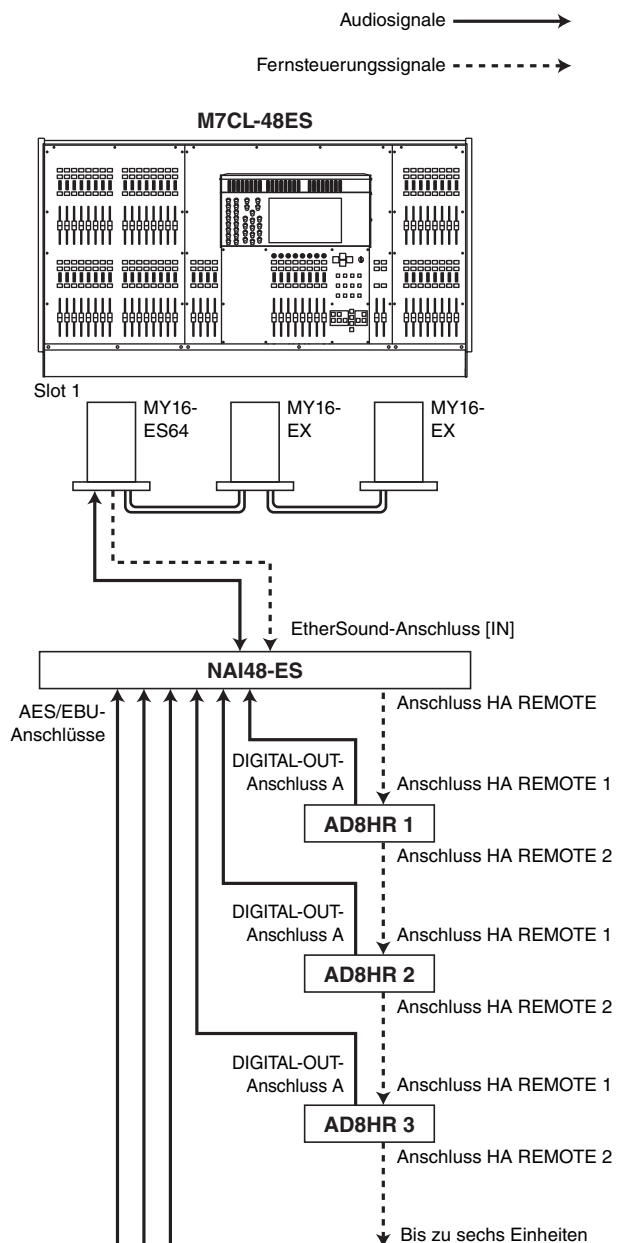 Audiosignale
Fernsteuerungssignale
M7CL-48ES
Slot 1
MY16-
ES64
MY16-
EX
MY16-
EX
EtherSound-Anschluss [IN]
NAI48-ES
AES/EBU-
Anschlüsse
Anschluss HA REMOTE
DIGITAL-OUT-
Anschluss A
Anschluss HA REMOTE 1
AD8HR 1
Anschluss HA REMOTE 2
DIGITAL-OUT-
Anschluss A
Anschluss HA REMOTE 1
AD8HR 2
Anschluss HA REMOTE 2
DIGITAL-OUT-
Anschluss A
Anschluss HA REMOTE 1
AD8HR 3
Anschluss HA REMOTE 2
Bis zu sechs Einheiten